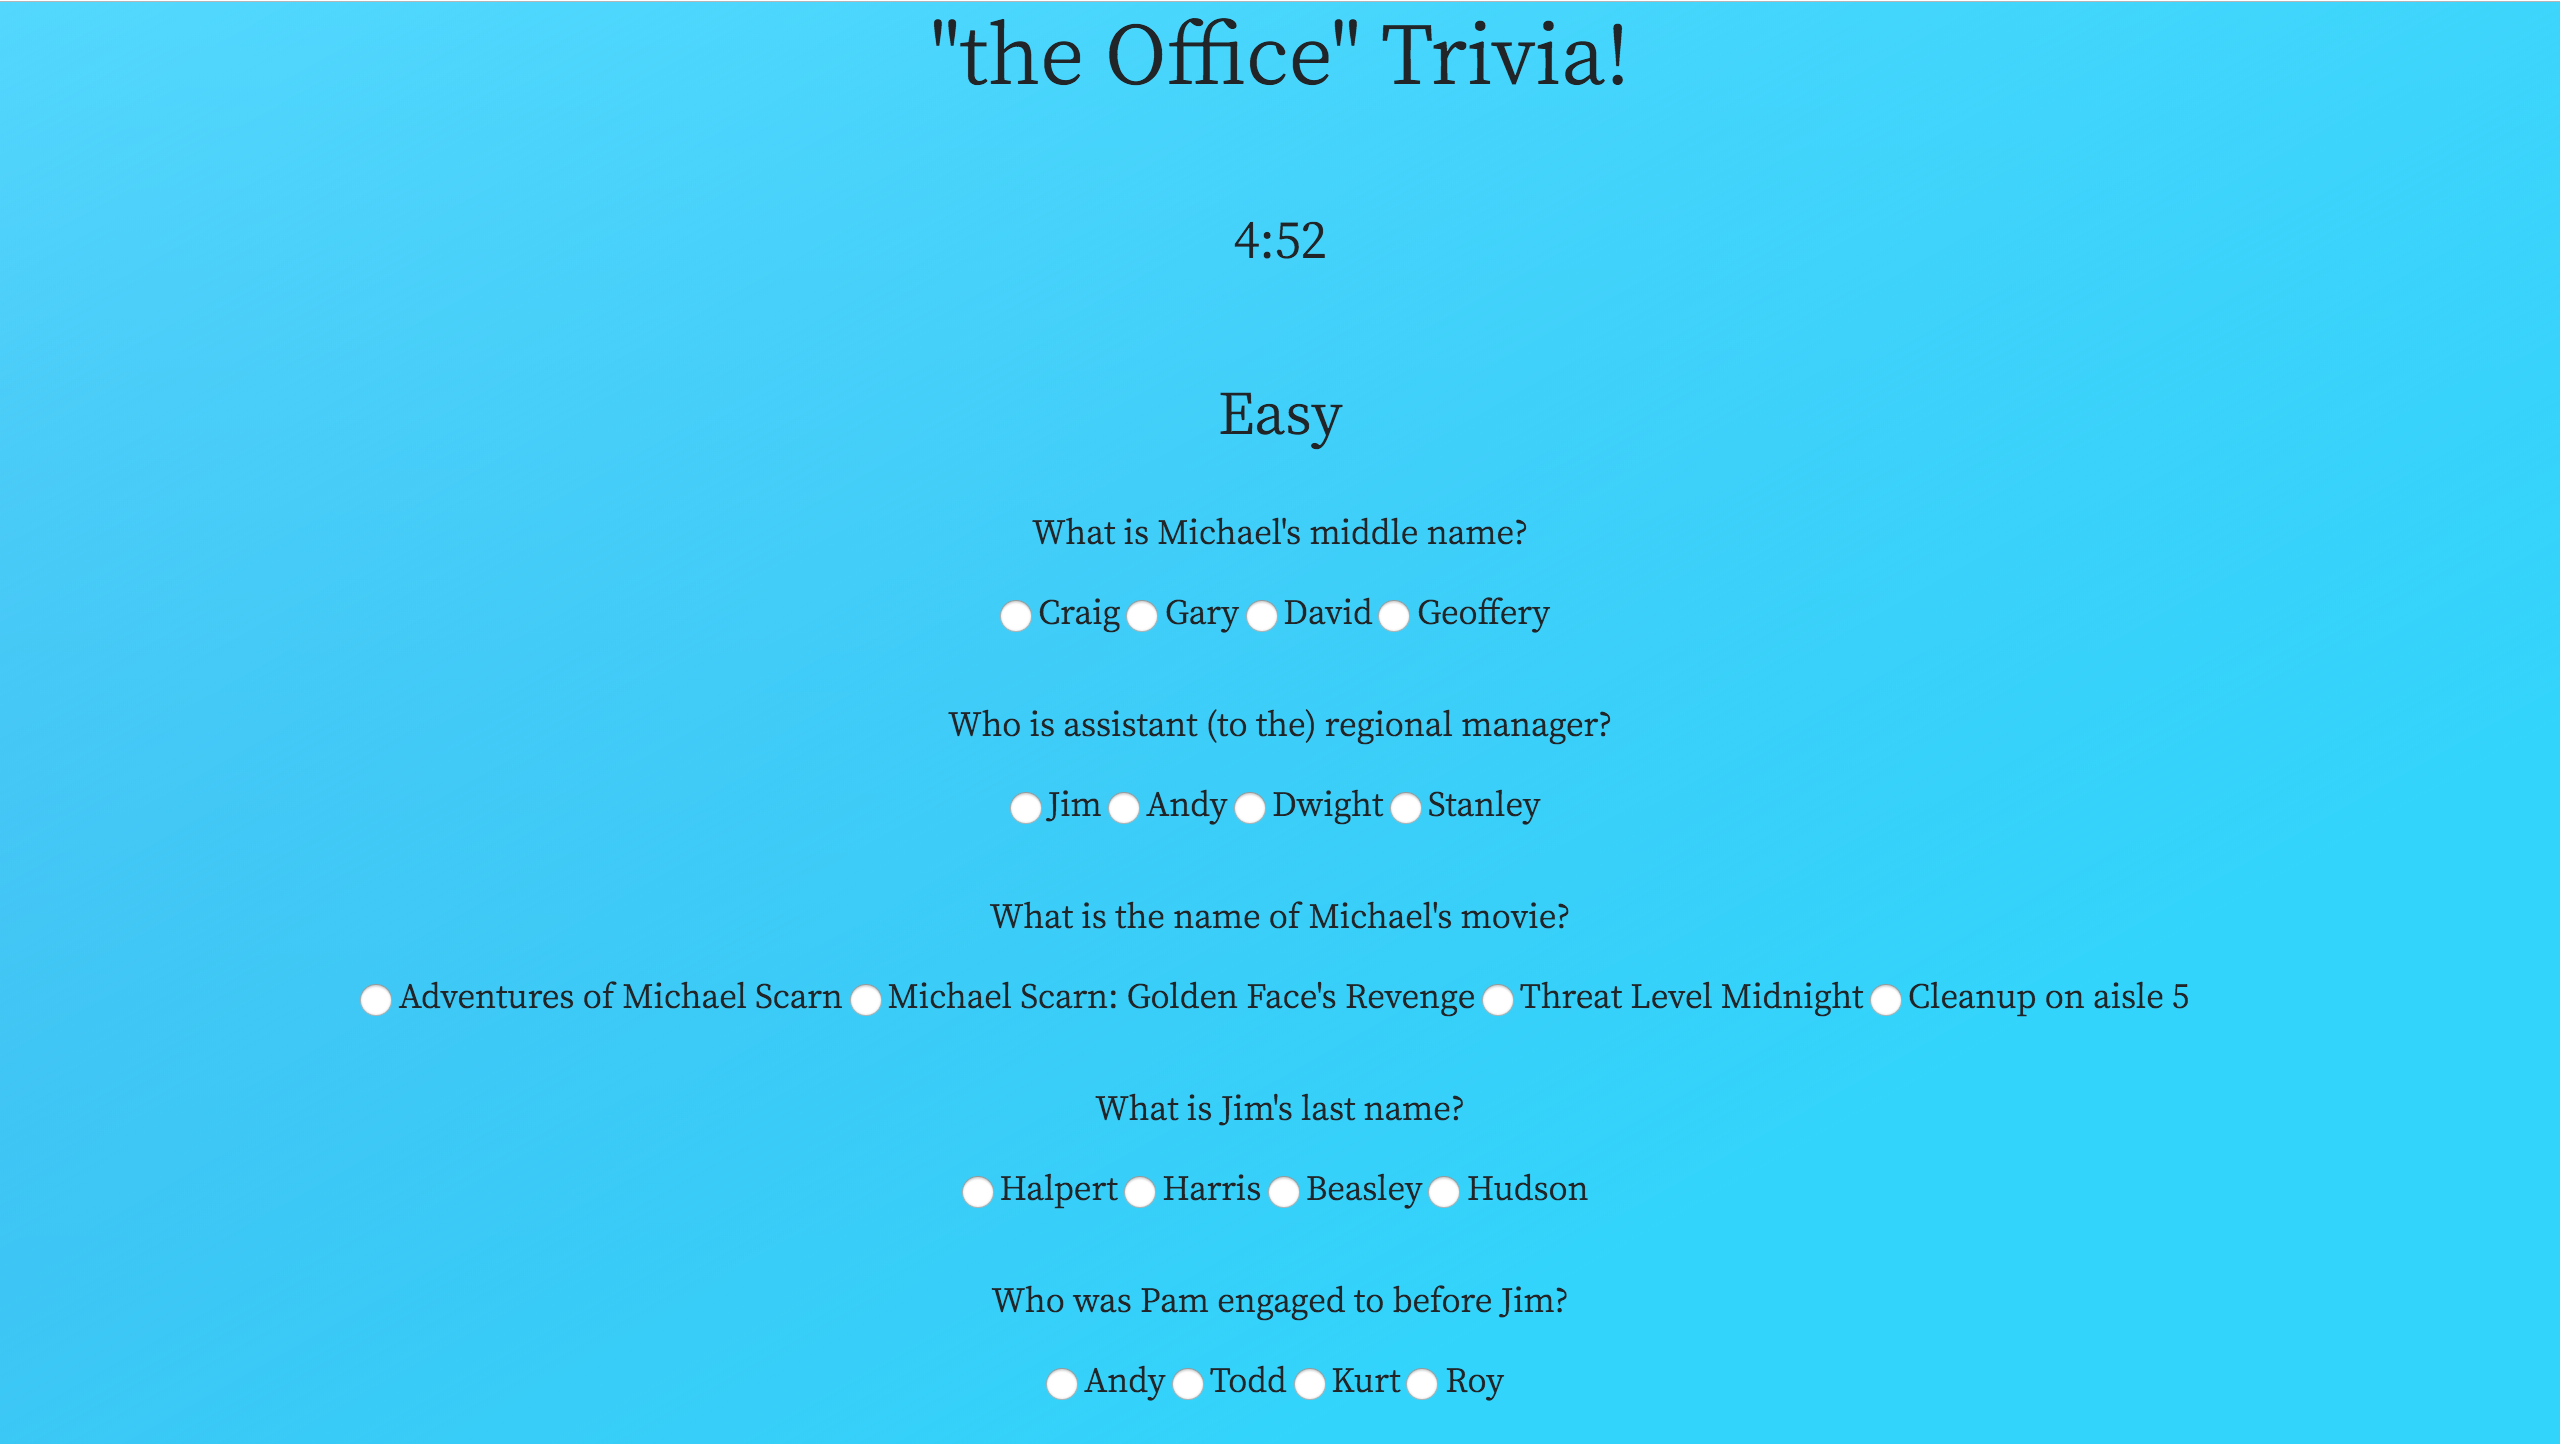 "the Office" Trivia!
4:52
Easy
What is Michael's middle name?
Craig Gary David Geoffery
Who is assistant (to the) regional manager?
Jim Andy Dwight Stanley
What is the name of Michael's movie?
Adventures of Michael Scarn Michael Scarn: Golden Face's Revenge Threat Level Midnight Cleanup on aisle 5
What is Jim's last name?
Halpert Harris Beasley Hudson
Who was Pam engaged to before Jim?
Andy Todd Kurt Roy